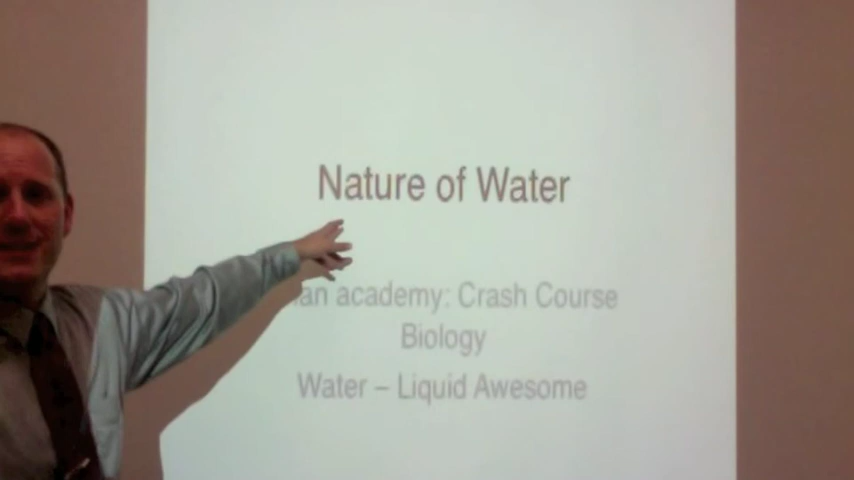 Nature of Water
academy: Crash Course
Biology
Water – Liquid Awesome